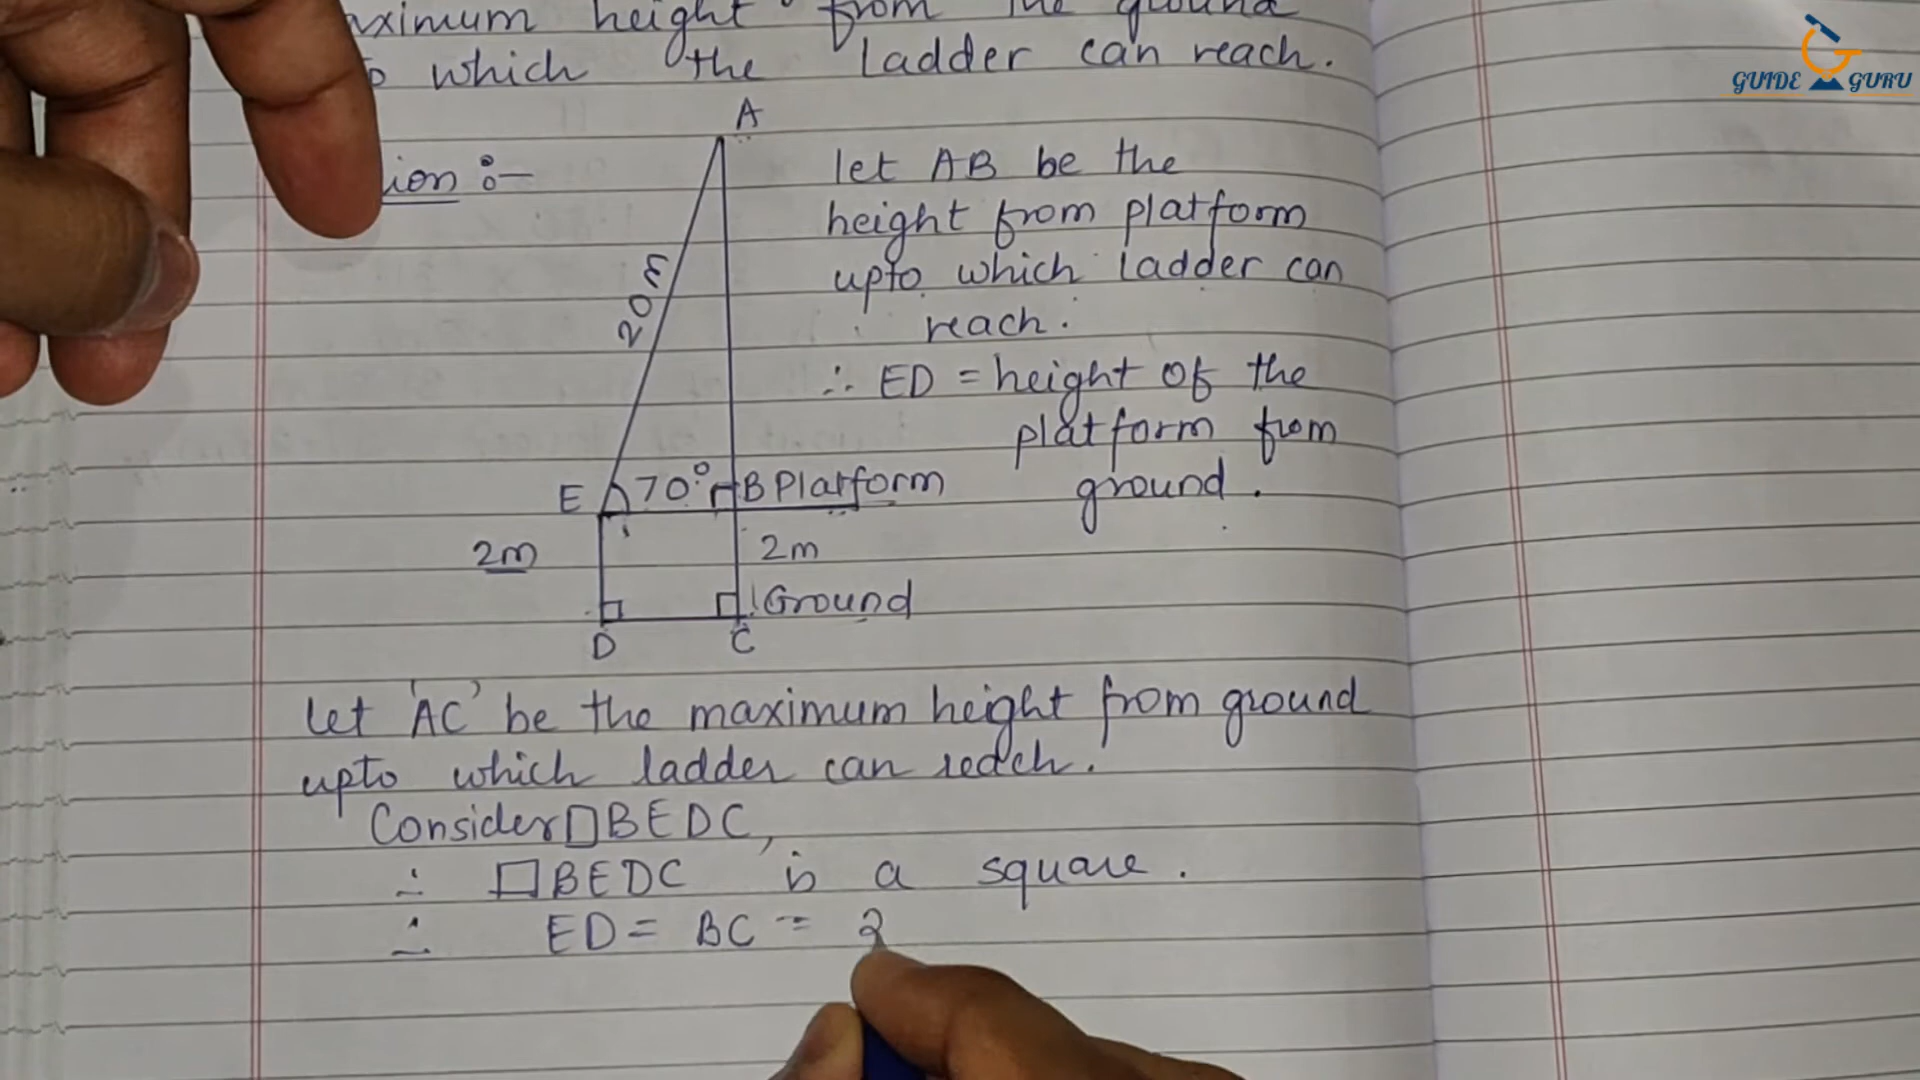 height from the ground
which the ladder can reach.
GUIDE GURU
A
ion :-
let AB be the
height from platform
upto which ladder can
reach.
20m
∴ ED = height of the
platform from
ground.
E 70° B Platform
2m 2m
Ground
D C
let 'AC' be the maximum height from ground
upto which ladder can reach.
Consider □BEDC,
∴ □BEDC is a square.
∴ ED = BC = 2